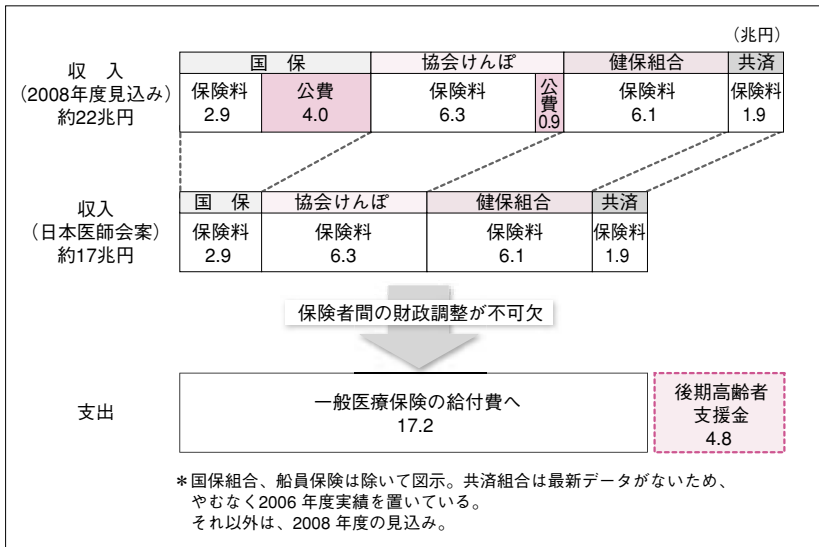 （兆円）
国　保
協会けんぽ
健保組合
共済
収　入
（2008年度見込み）
約22兆円
保険料
2.9
公費
4.0
保険料
6.3
公費
0.9
保険料
6.1
保険料
1.9
国　保
協会けんぽ
健保組合
共済
収入
（日本医師会案）
約17兆円
保険料
2.9
保険料
6.3
保険料
6.1
保険料
1.9
保険者間の財政調整が不可欠
支出
一般医療保険の給付費へ
17.2
後期高齢者
支援金
4.8
＊国保組合、船員保険は除いて図示。共済組合は最新データがないため、
やむなく2006 年度実績を置いている。
それ以外は、2008 年度の見込み。